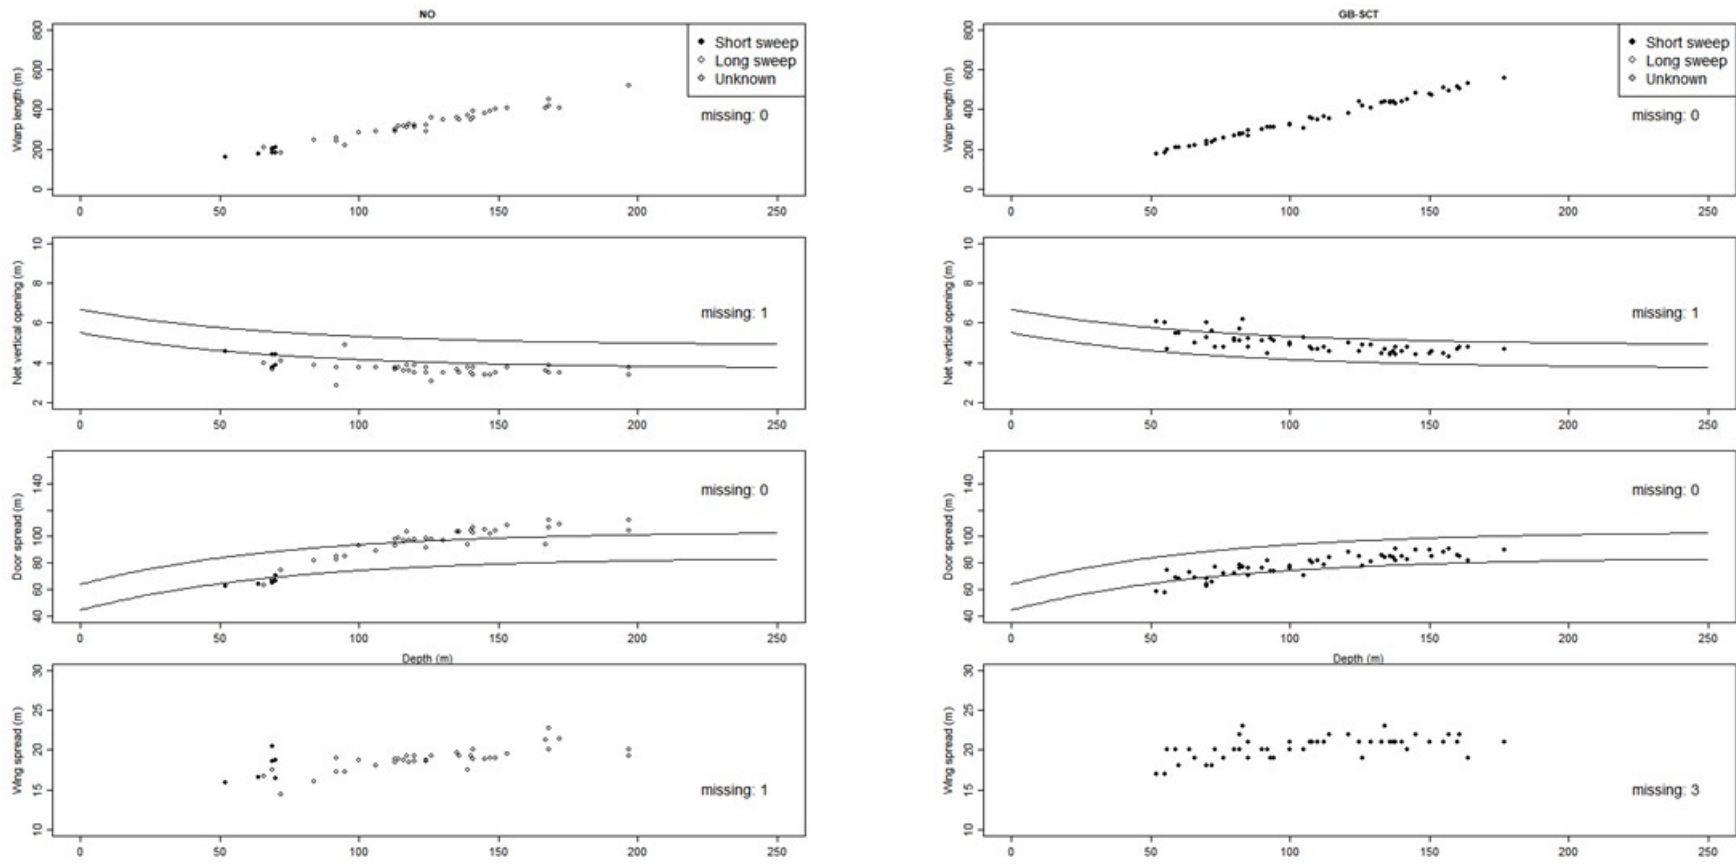 NO
Warp length (m)
800
600
400
200
0
Short sweep
Long sweep
Unknown
missing: 0
0 50 100 150 200 250
Net vertical opening (m)
10
8
6
4
2
missing: 1
0 50 100 150 200 250
Door spread (m)
140
100
80
60
40
missing: 0
0 50 100 150 200 250
Depth (m)
Wing spread (m)
30
25
20
15
10
missing: 1
0 50 100 150 200 250
GB-SCT
Warp length (m)
800
600
400
200
0
Short sweep
Long sweep
Unknown
missing: 0
0 50 100 150 200 250
Net vertical opening (m)
10
8
6
4
2
missing: 1
0 50 100 150 200 250
Door spread (m)
140
100
80
60
40
missing: 0
0 50 100 150 200 250
Depth (m)
Wing spread (m)
30
25
20
15
10
missing: 3
0 50 100 150 200 250